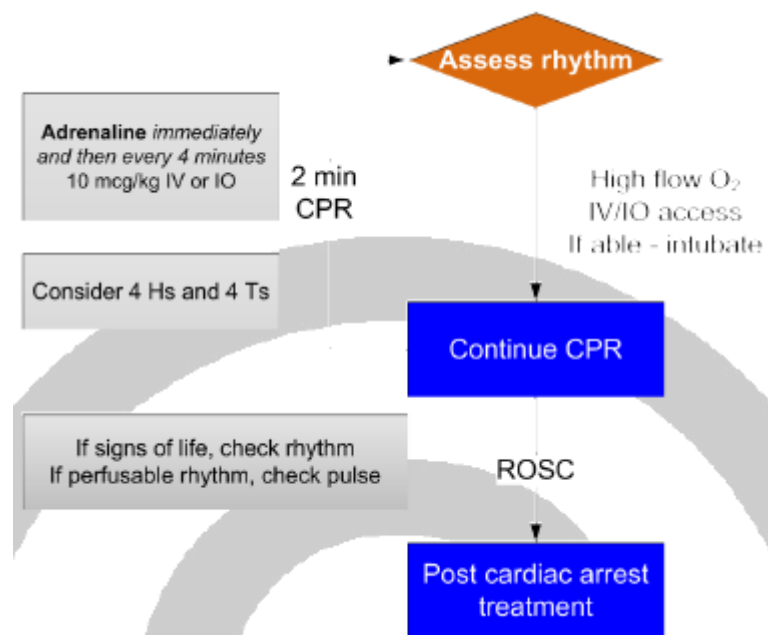 Assess rhythm
Adrenaline immediately
and then every 4 minutes
10 mcg/kg IV or IO
2 min
CPR
High flow O₂
IV/IO access
If able - intubate
Consider 4 Hs and 4 Ts
Continue CPR
If signs of life, check rhythm
If perfusable rhythm, check pulse
ROSC
Post cardiac arrest
treatment